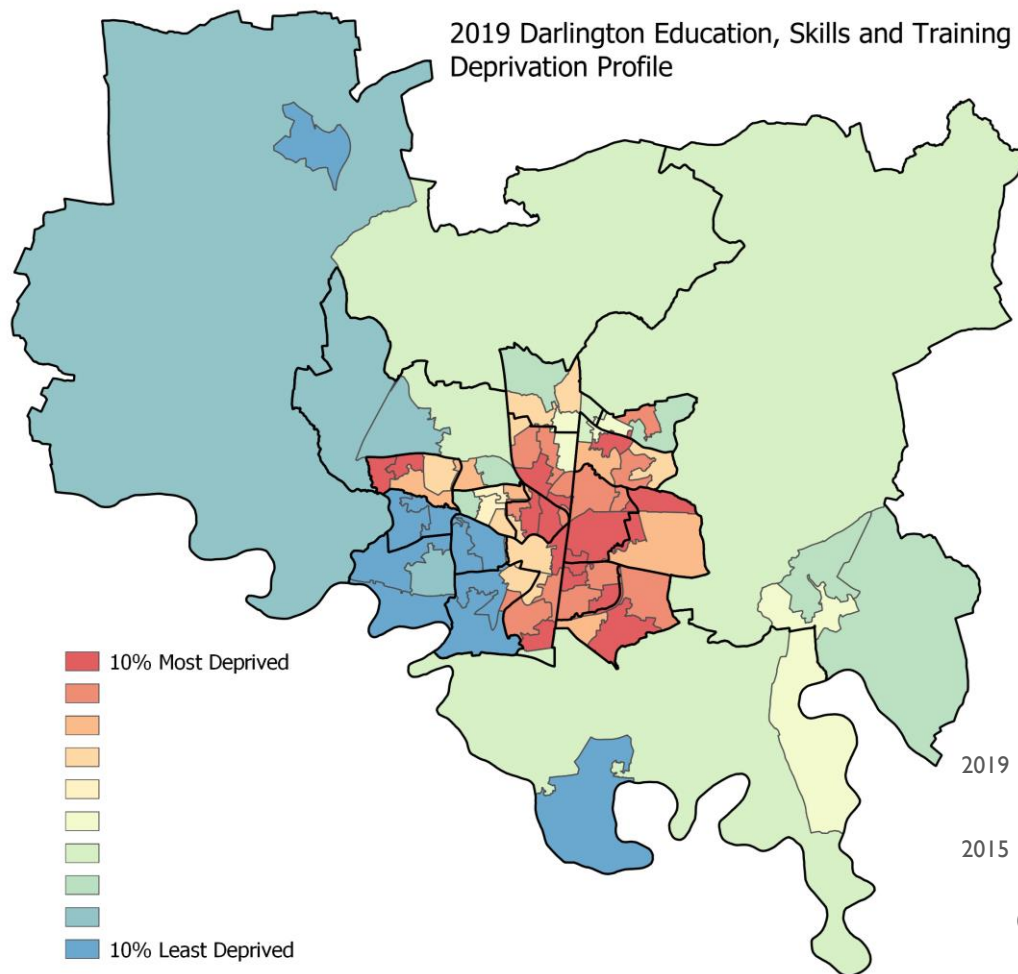 2019 Darlington Education, Skills and Training
Deprivation Profile
10% Most Deprived
10% Least Deprived
2019
2015